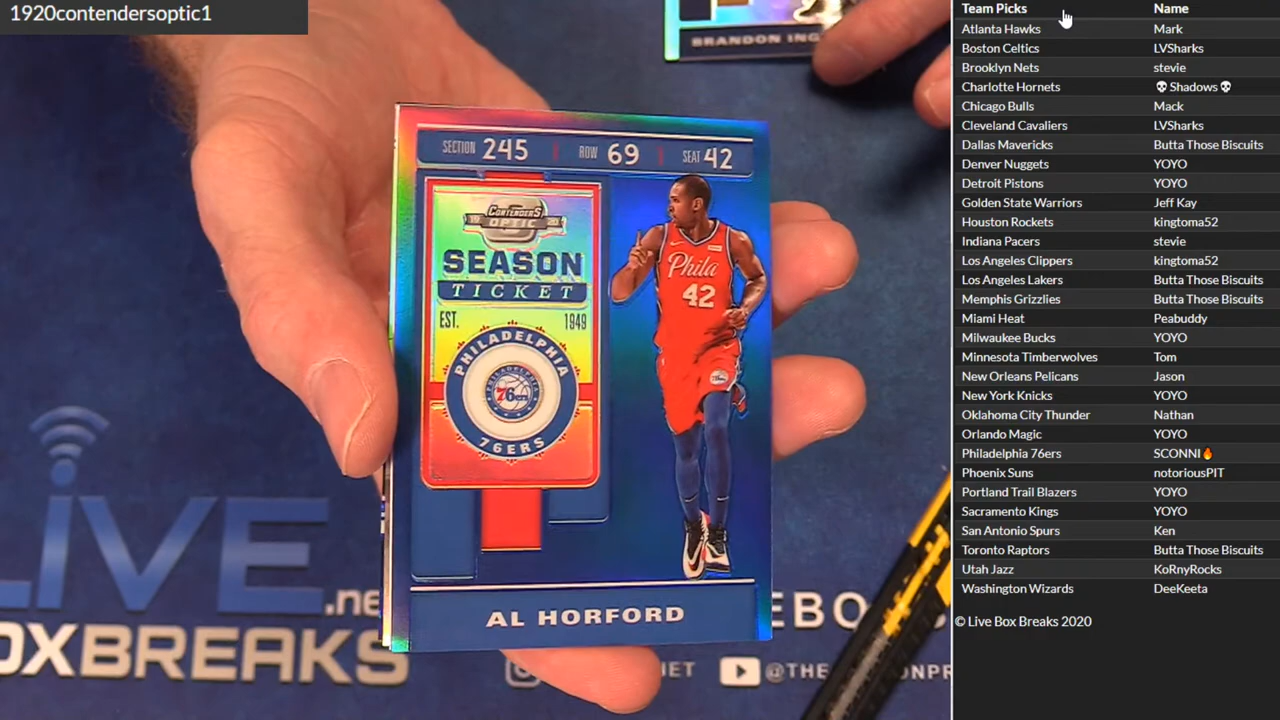 1920contendersoptic1
BRANDON ING
SECTION 245 ROW 69 SEAT 42
CONTENDERS
19 OPTIC 20
SEASON
TICKET
EST. 1949
PHILADELPHIA
76ERS
Phila
42
AL HORFORD
LIVE
.ne
OXBREAKS
EBO
NET
@THE
ONPR
Team Picks Name
Atlanta Hawks Mark
Boston Celtics LVSharks
Brooklyn Nets stevie
Charlotte Hornets 💀Shadows💀
Chicago Bulls Mack
Cleveland Cavaliers LVSharks
Dallas Mavericks Butta Those Biscuits
Denver Nuggets YOYO
Detroit Pistons YOYO
Golden State Warriors Jeff Kay
Houston Rockets kingtoma52
Indiana Pacers stevie
Los Angeles Clippers kingtoma52
Los Angeles Lakers Butta Those Biscuits
Memphis Grizzlies Butta Those Biscuits
Miami Heat Peabuddy
Milwaukee Bucks YOYO
Minnesota Timberwolves Tom
New Orleans Pelicans Jason
New York Knicks YOYO
Oklahoma City Thunder Nathan
Orlando Magic YOYO
Philadelphia 76ers SCONNI🔥
Phoenix Suns notoriousPIT
Portland Trail Blazers YOYO
Sacramento Kings YOYO
San Antonio Spurs Ken
Toronto Raptors Butta Those Biscuits
Utah Jazz KoRnyRocks
Washington Wizards DeeKeeta
© Live Box Breaks 2020